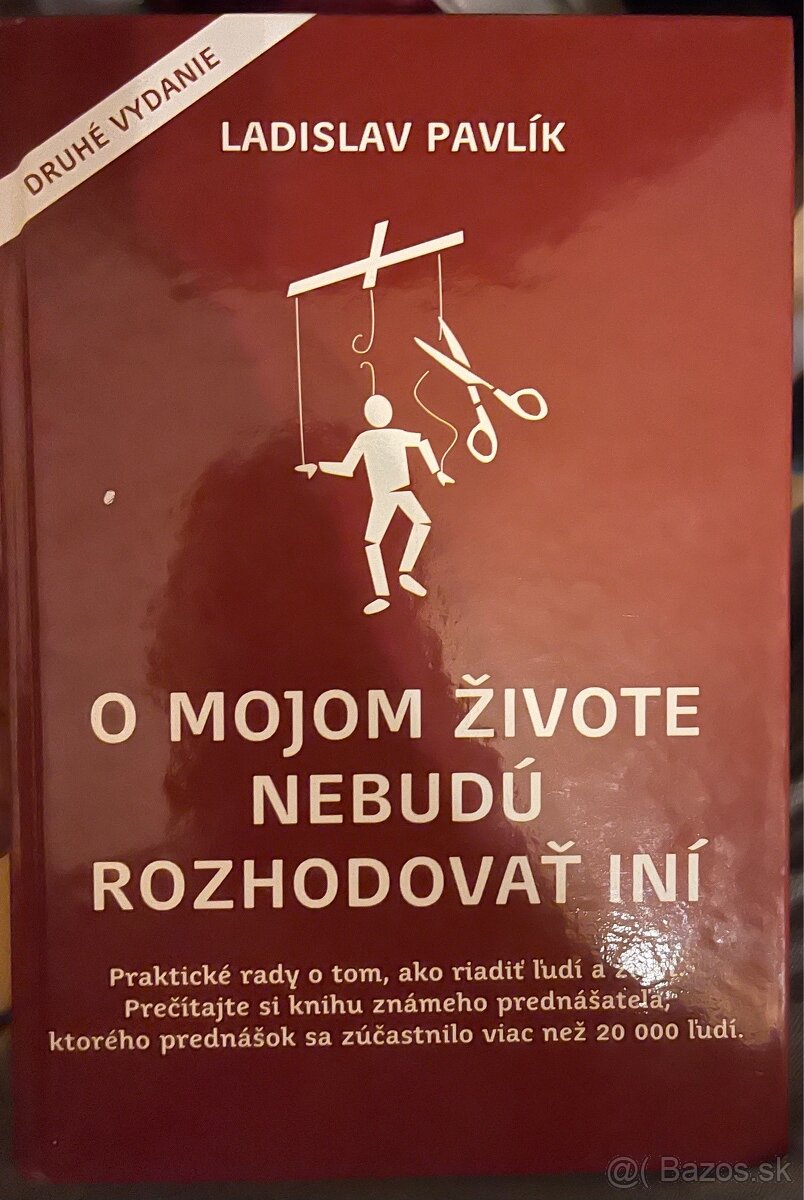 DRUHÉ VYDANIE
LADISLAV PAVLÍK
O MOJOM ŽIVOTE
NEBUDÚ
ROZHODOVAŤ INÍ
Praktické rady o tom, ako riadiť ľudí a
Prečítajte si knihu známeho prednášateľa,
ktorého prednášok sa zúčastnilo viac než 20 000 ľudí.
@( Bazos.sk